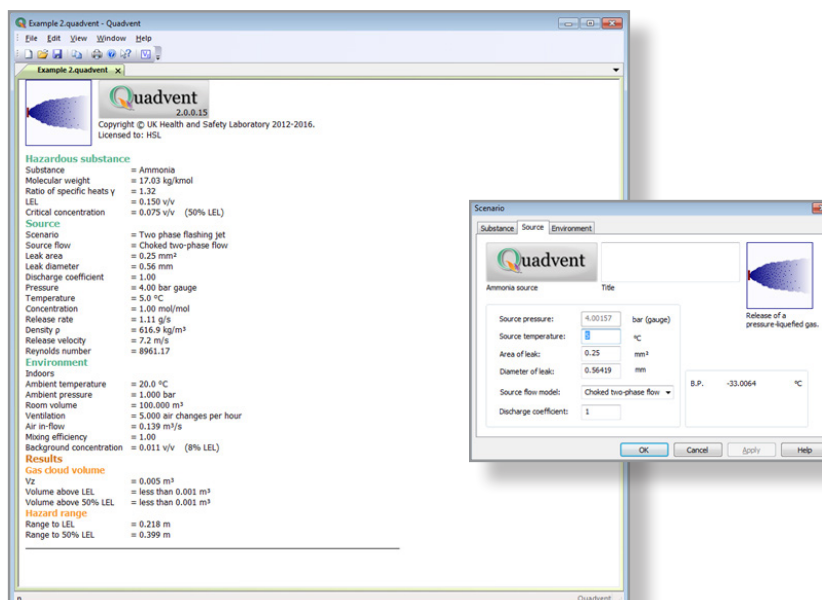 Example 2.quadvent - Quadvent
File Edit View Window Help
Example 2.quadvent x
Quadvent
2.0.0.15
Copyright © UK Health and Safety Laboratory 2012-2016.
Licensed to: HSL
Hazardous substance
Substance = Ammonia
Molecular weight = 17.03 kg/kmol
Ratio of specific heats γ = 1.32
LEL = 0.150 v/v
Critical concentration = 0.075 v/v (50% LEL)
Source
Scenario = Two phase flashing jet
Source flow = Choked two-phase flow
Leak area = 0.25 mm²
Leak diameter = 0.56 mm
Discharge coefficient = 1.00
Pressure = 4.00 bar gauge
Temperature = 5.0 °C
Concentration = 1.00 mol/mol
Release rate = 1.11 g/s
Density ρ = 616.9 kg/m³
Release velocity = 7.2 m/s
Reynolds number = 8961.17
Environment
Indoors
Ambient temperature = 20.0 °C
Ambient pressure = 1.000 bar
Room volume = 100.000 m³
Ventilation = 5.000 air changes per hour
Air in-flow = 0.139 m³/s
Mixing efficiency = 1.00
Background concentration = 0.011 v/v (8% LEL)
Results
Gas cloud volume
Vz = 0.005 m³
Volume above LEL = less than 0.001 m³
Volume above 50% LEL = less than 0.001 m³
Hazard range
Range to LEL = 0.218 m
Range to 50% LEL = 0.399 m
Quadvent
Scenario
Substance Source Environment
Quadvent
Ammonia source Title
Release of a
pressure-liquefied gas.
Source pressure: 4.00157 bar (gauge)
Source temperature: 5 °C
Area of leak: 0.25 mm²
Diameter of leak: 0.56419 mm
B.P. -33.0064 °C
Source flow model: Choked two-phase flow
Discharge coefficient: 1
OK Cancel Apply Help